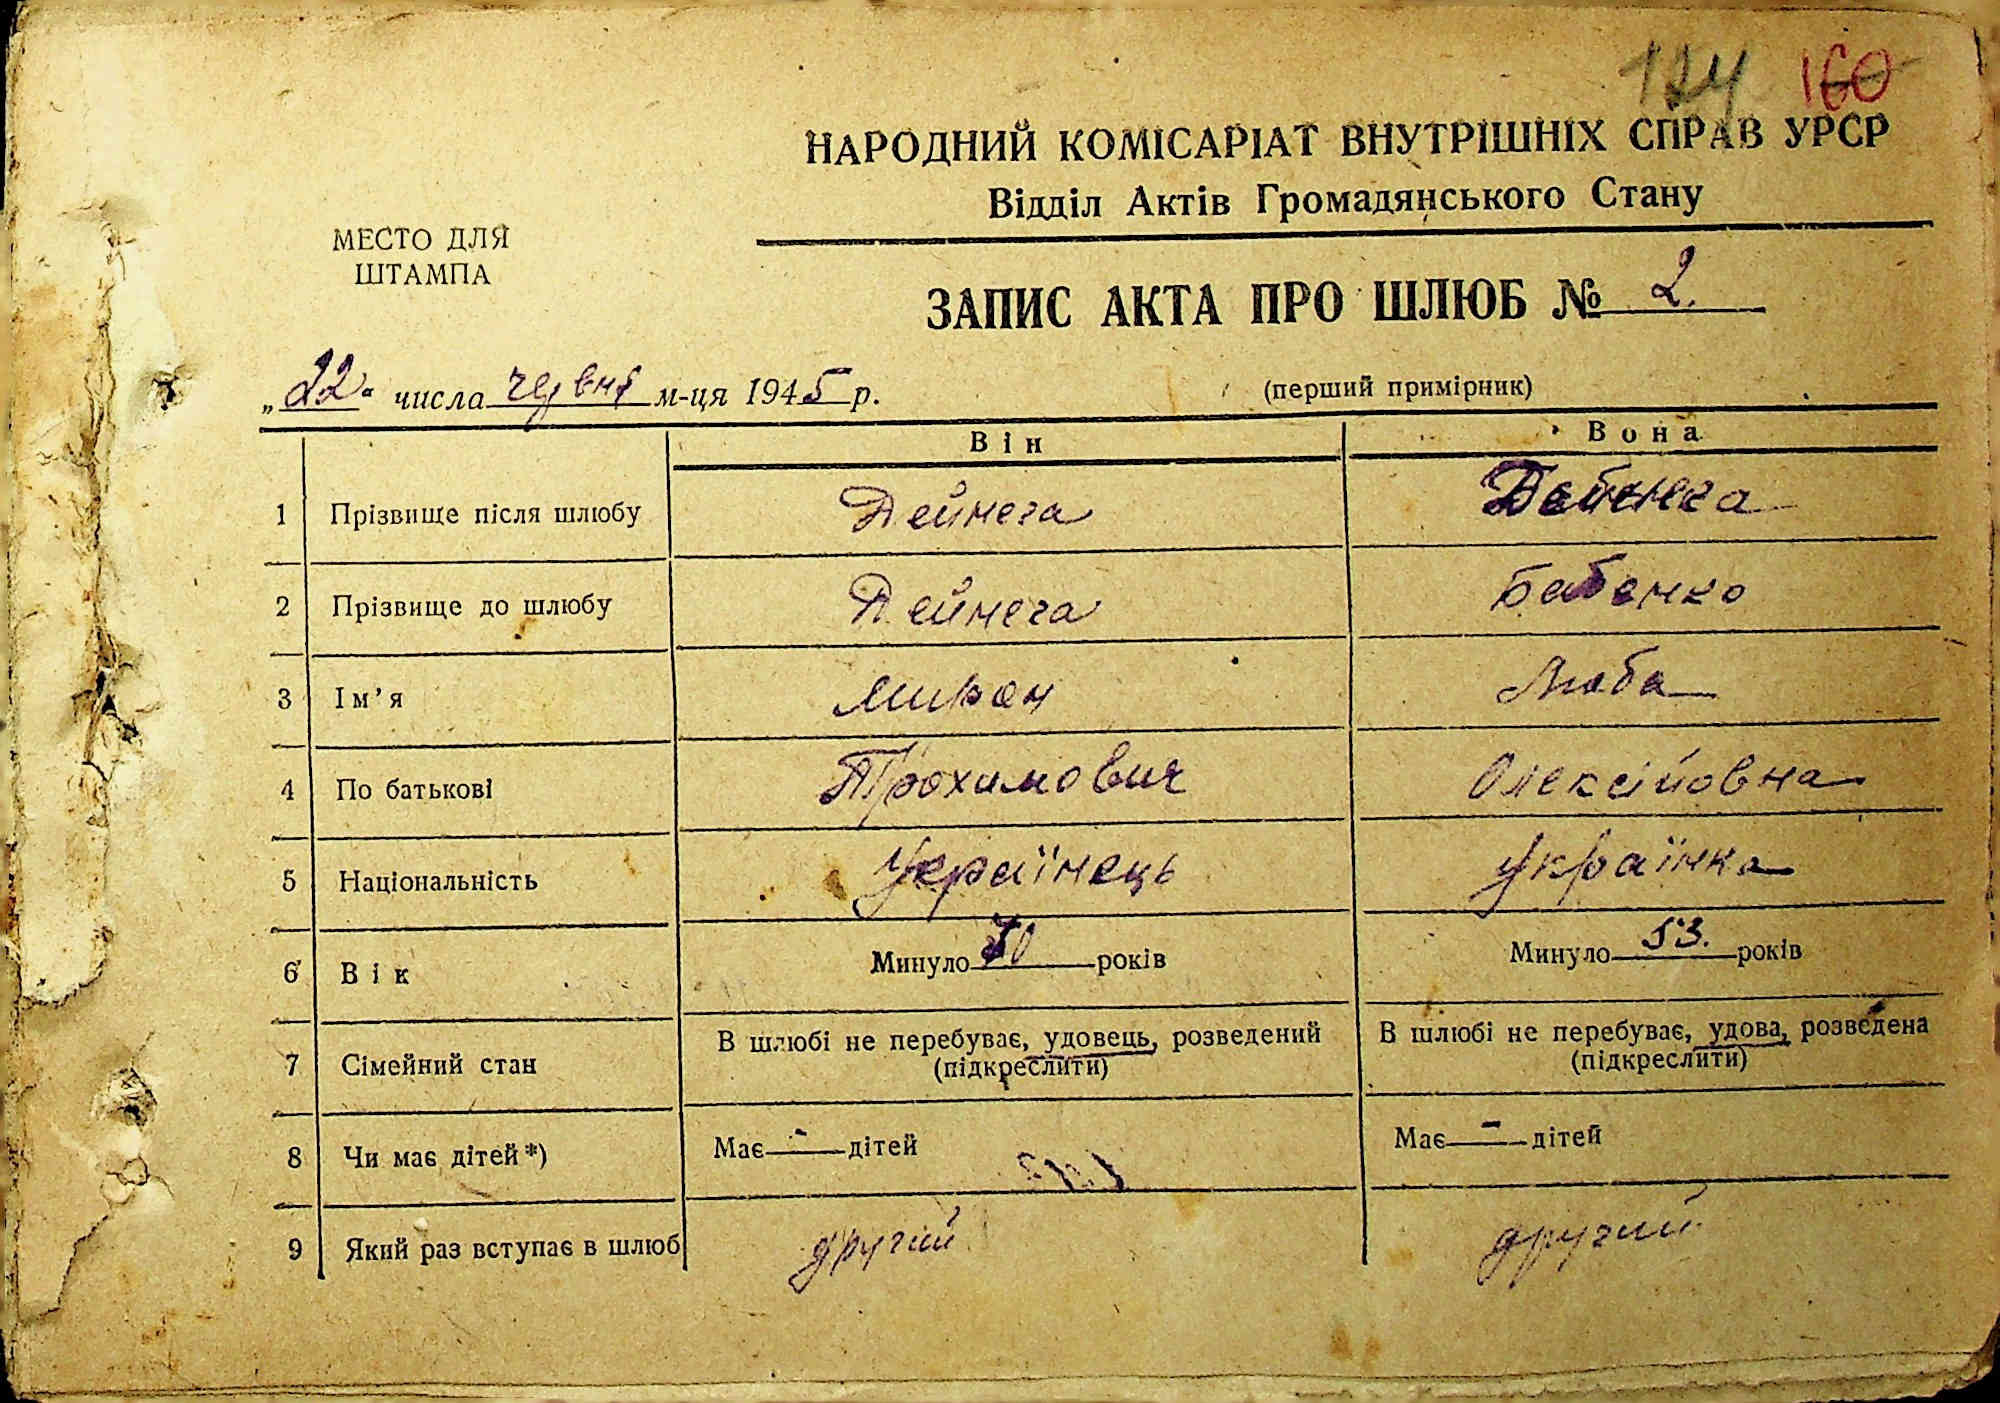 174 160
НАРОДНИЙ КОМІСАРІАТ ВНУТРІШНІХ СПРАВ УРСР
Відділ Актів Громадянського Стану
МЕСТО ДЛЯ
ШТАМПА
ЗАПИС АКТА ПРО ШЛЮБ № 2.
„22“ числа червня м-ця 1945 р.
(перший примірник)
Він Вона
1 Прізвище після шлюбу Дейнега Дейнега
2 Прізвище до шлюбу Дейнега Бабенко
3 Ім’я Мирон Люба
4 По батькові Трохимович Олексійовна
5 Національність Українець Українка
6 Вік Минуло 70 років Минуло 53. років
7 Сімейний стан В шлюбі не перебуває, удовець, розведений В шлюбі не перебуває, удова, розведена
(підкреслити) (підкреслити)
8 Чи має дітей*) Має - дітей Має - дітей
9 Який раз вступає в шлюб другий другий